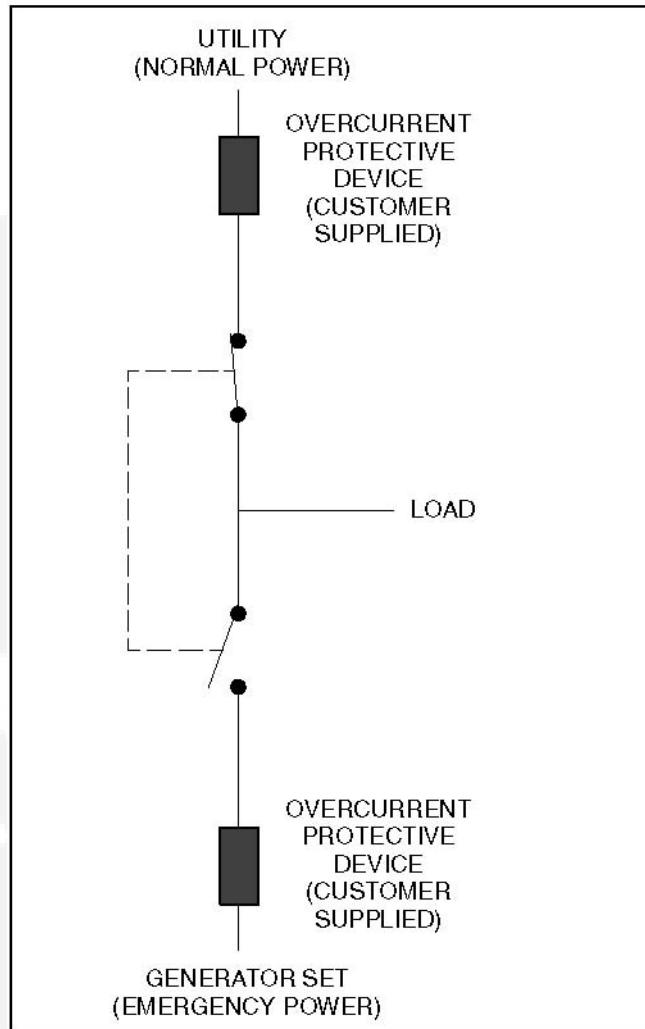 UTILITY
(NORMAL POWER)
OVERCURRENT
PROTECTIVE
DEVICE
(CUSTOMER
SUPPLIED)
LOAD
OVERCURRENT
PROTECTIVE
DEVICE
(CUSTOMER
SUPPLIED)
GENERATOR SET
(EMERGENCY POWER)